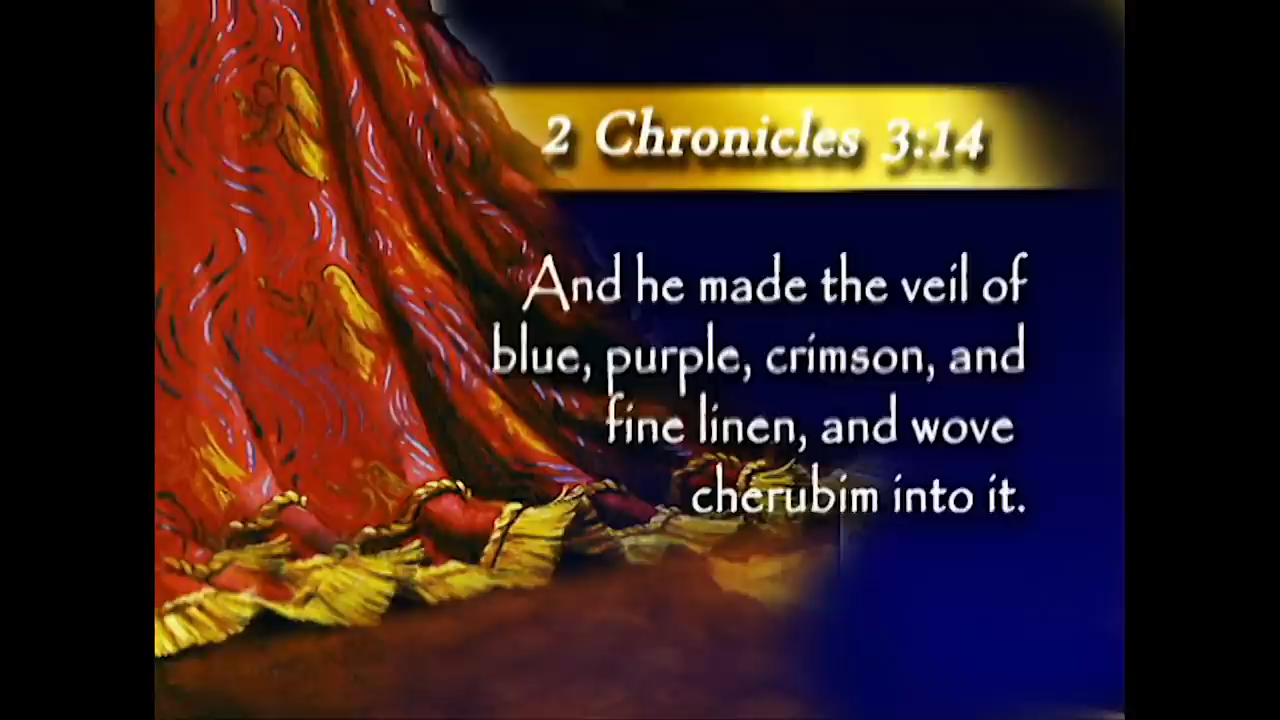 2 Chronicles 3:14
And he made the veil of
blue, purple, crimson, and
fine linen, and wove
cherubim into it.